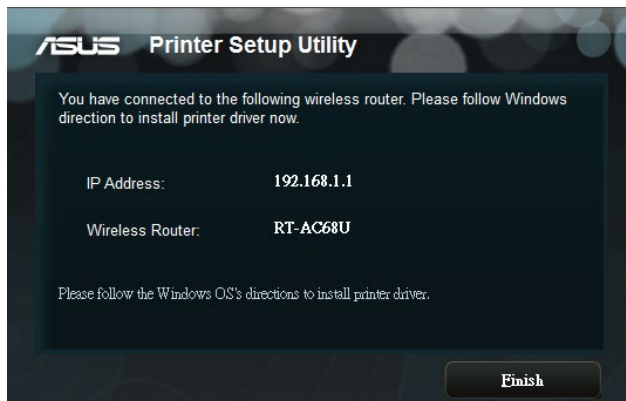 ASUS Printer Setup Utility
You have connected to the following wireless router. Please follow Windows
direction to install printer driver now.
IP Address: 192.168.1.1
Wireless Router: RT-AC68U
Please follow the Windows OS's directions to install printer driver.
Finish